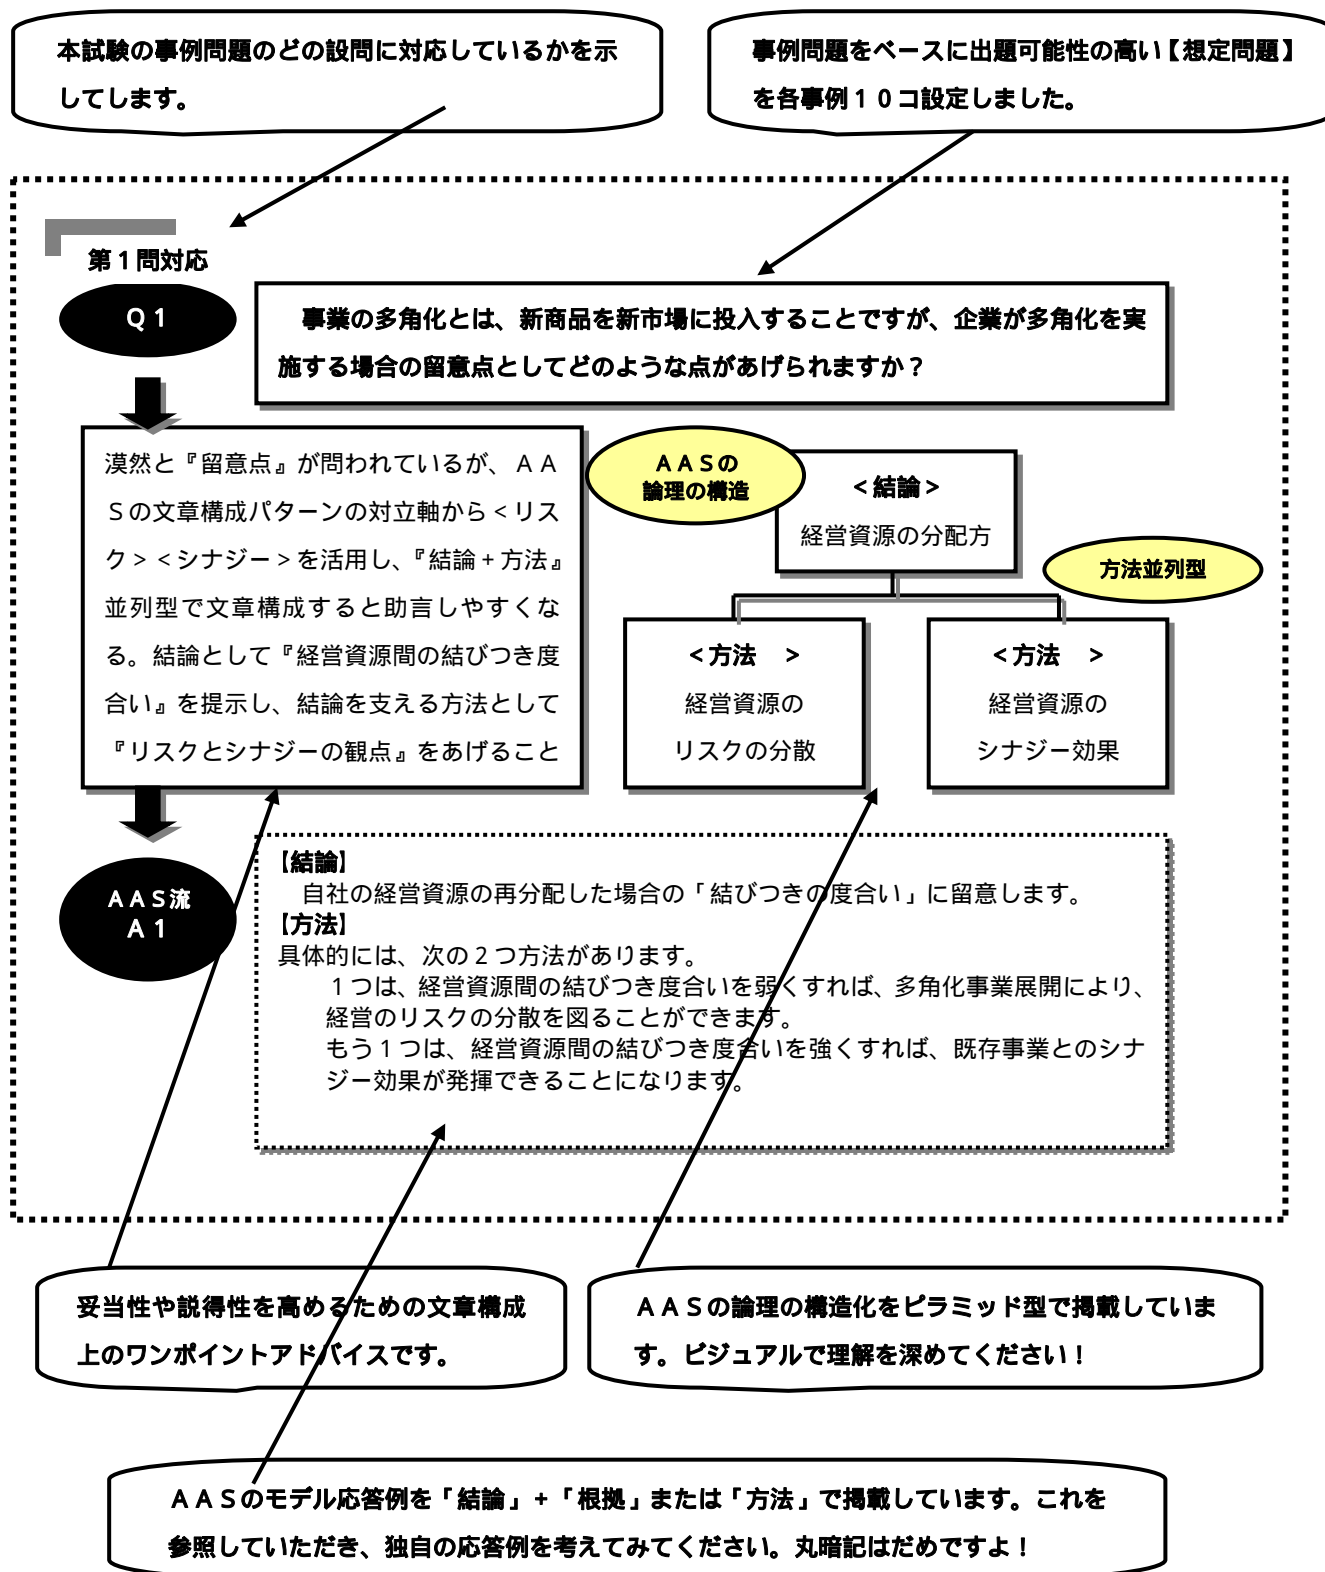 本試験の事例問題のどの設問に対応しているかを示
してします。
事例問題をベースに出題可能性の高い【想定問題】
を各事例１０コ設定しました。
第１問対応
Ｑ１
事業の多角化とは、新商品を新市場に投入することですが、企業が多角化を実
施する場合の留意点としてどのような点があげられますか？
漠然と『留意点』が問われているが、ＡＡ
Ｓの文章構成パターンの対立軸から＜リス
ク＞＜シナジー＞を活用し、『結論＋方法』
並列型で文章構成すると助言しやすくな
る。結論として『経営資源間の結びつき度
合い』を提示し、結論を支える方法として
『リスクとシナジーの観点』をあげること
ＡＡＳの
論理の構造
＜結論＞
経営資源の分配方
方法並列型
＜方法　＞
経営資源の
リスクの分散
＜方法　＞
経営資源の
シナジー効果
ＡＡＳ流
Ａ１
【結論】
自社の経営資源の再分配した場合の「結びつきの度合い」に留意します。
【方法】
具体的には、次の２つ方法があります。
１つは、経営資源間の結びつき度合いを弱くすれば、多角化事業展開により、
経営のリスクの分散を図ることができます。
もう１つは、経営資源間の結びつき度合いを強くすれば、既存事業とのシナ
ジー効果が発揮できることになります。
妥当性や説得性を高めるための文章構成
上のワンポイントアドバイスです。
ＡＡＳの論理の構造化をピラミッド型で掲載していま
す。ビジュアルで理解を深めてください！
ＡＡＳのモデル応答例を「結論」＋「根拠」または「方法」で掲載しています。これを
参照していただき、独自の応答例を考えてみてください。丸暗記はだめですよ！